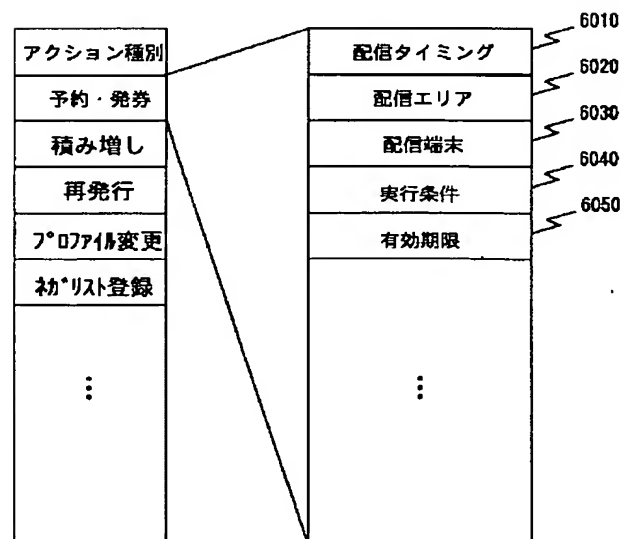 アクション種別
予約・発券
積み増し
再発行
プロファイル変更
ネガリスト登録
⋮
配信タイミング
6010
配信エリア
6020
配信端末
6030
実行条件
6040
有効期限
6050
⋮